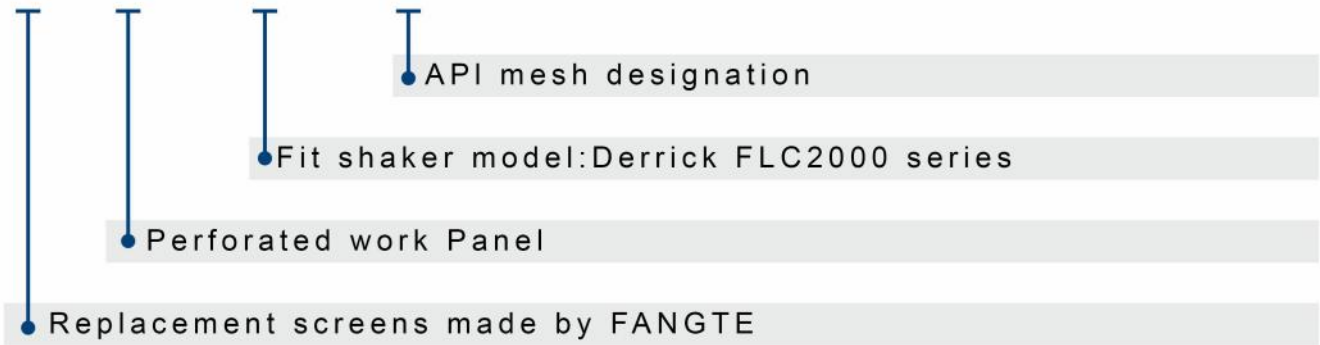 API mesh designation
Fit shaker model:Derrick FLC2000 series
Perforated work Panel
Replacement screens made by FANGTE